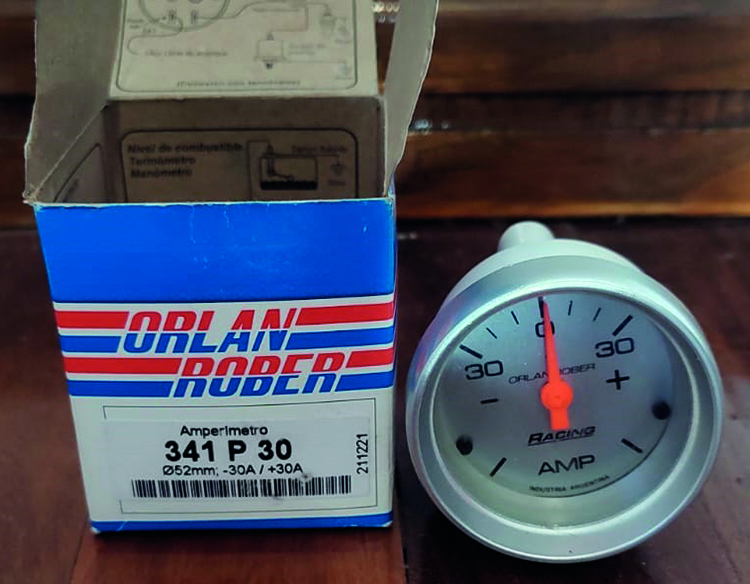 Nivel de combustible
Termómetro
Manómetro
ORLAN
ROBER
Amperimetro
341 P 30
Ø52mm; -30A / +30A
211221
0
30
30
ORLAN ROBER
- +
RACING
AMP
INDUSTRIA ARGENTINA